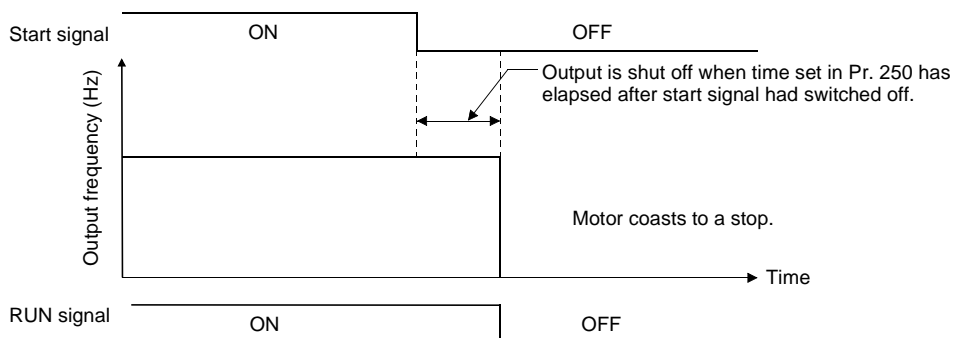 Start signal
ON
OFF
Output is shut off when time set in Pr. 250 has
elapsed after start signal had switched off.
Output frequency (Hz)
Motor coasts to a stop.
Time
RUN signal
ON
OFF